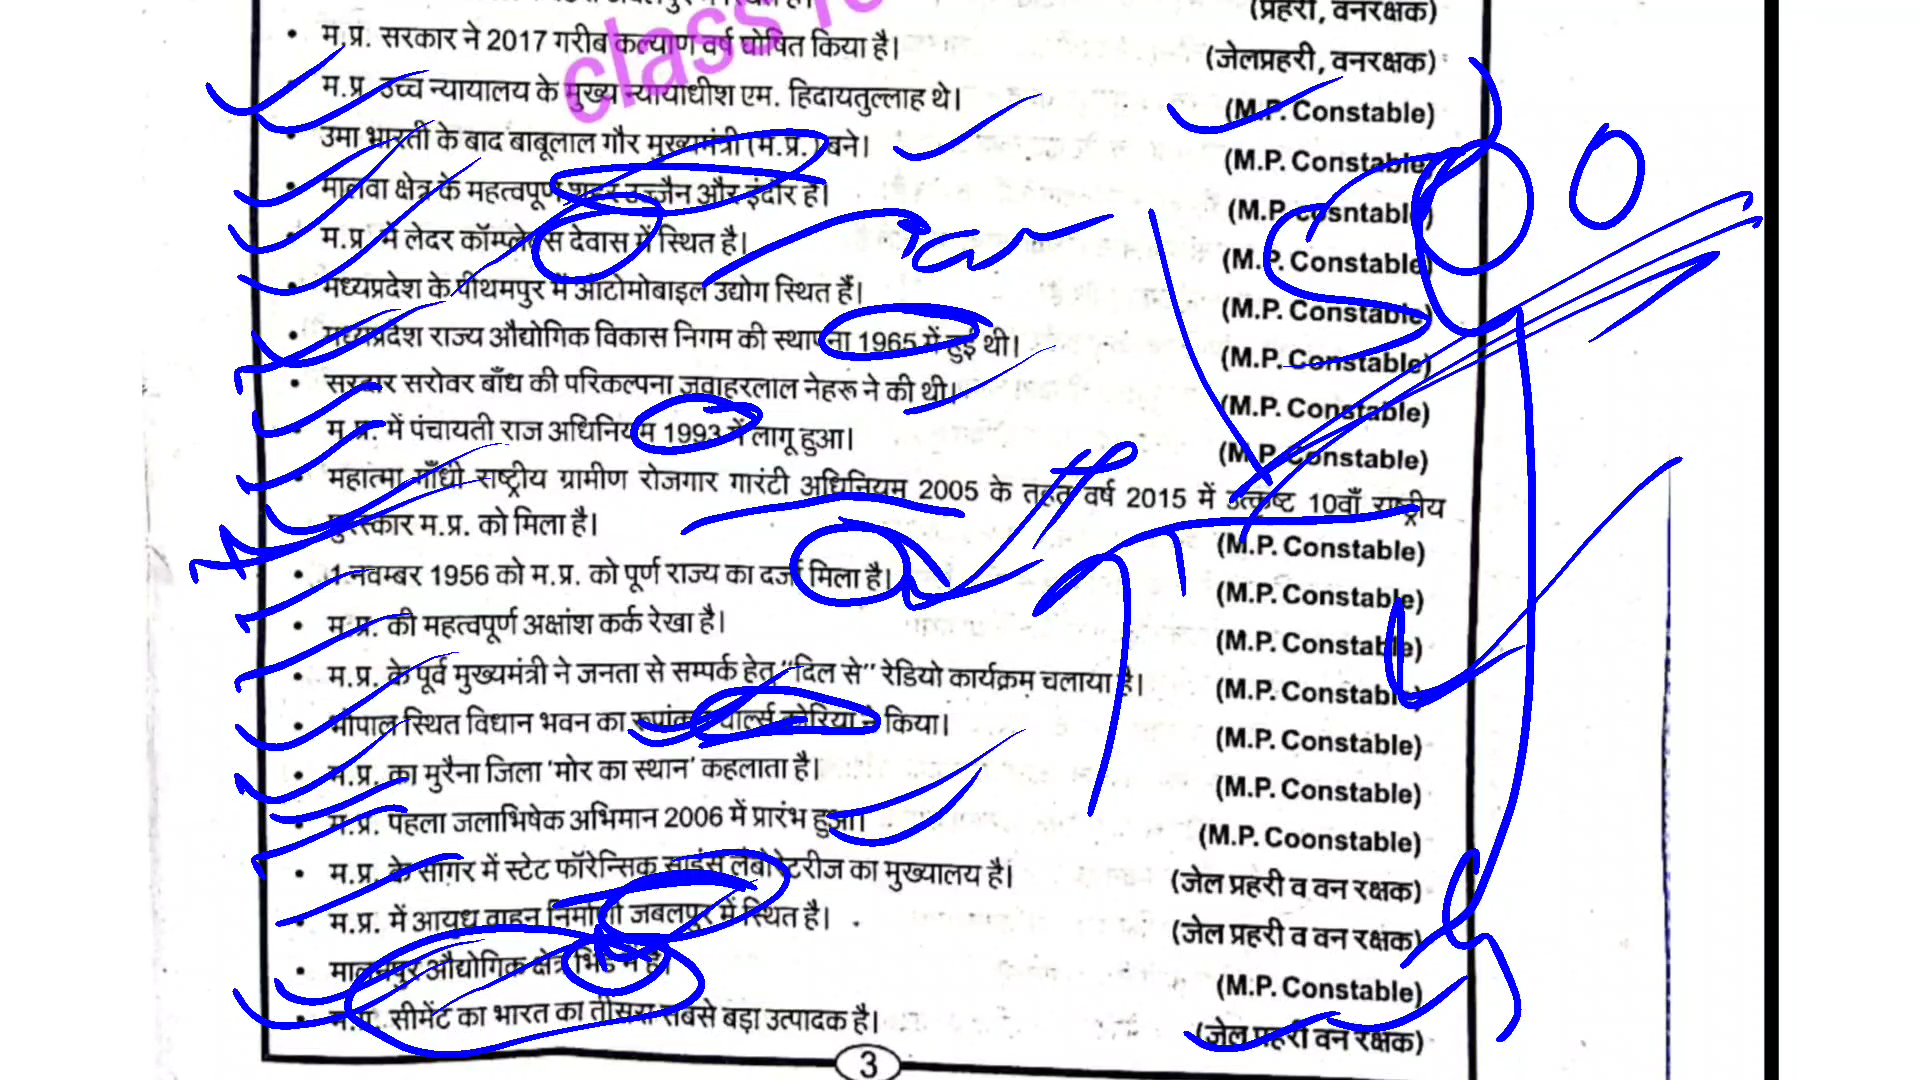 (प्रहरी, वनरक्षक)
• म.प्र. सरकार ने 2017 गरीब कल्याण वर्ष घोषित किया है।
(जेलप्रहरी, वनरक्षक)
class
म.प्र. उच्च न्यायालय के मुख्य न्यायाधीश एम. हिदायतुल्लाह थे।
(M.P. Constable)
• उमा भारती के बाद बाबूलाल गौर मुख्यमंत्री (म.प्र.) बने।
(M.P. Constable)
• मालवा क्षेत्र के महत्वपूर्ण शहर उज्जैन और इंदौर है।
(M.P. cosntable)
• म.प्र. में लेदर कॉम्प्लेक्स देवास में स्थित है।
(M.P. Constable)
• मध्यप्रदेश के पीथमपुर में ऑटोमोबाइल उद्योग स्थित हैं।
(M.P. Constable)
• मध्यप्रदेश राज्य औद्योगिक विकास निगम की स्थापना 1965 में हुई थी।
(M.P. Constable)
• सरदार सरोवर बाँध की परिकल्पना जवाहरलाल नेहरू ने की थी।
(M.P. Constable)
• म.प्र. में पंचायती राज अधिनियम 1993 में लागू हुआ।
(M.P. Constable)
• महात्मा गाँधी राष्ट्रीय ग्रामीण रोजगार गारंटी अधिनियम 2005 के तहत वर्ष 2015 में उत्कृष्ट 10वाँ राष्ट्रीय
पुरस्कार म.प्र. को मिला है।
(M.P. Constable)
• 1 नवम्बर 1956 को म.प्र. को पूर्ण राज्य का दर्जा मिला है।
(M.P. Constable)
• म.प्र. की महत्वपूर्ण अक्षांश कर्क रेखा है।
(M.P. Constable)
• म.प्र. के पूर्व मुख्यमंत्री ने जनता से सम्पर्क हेतु "दिल से" रेडियो कार्यक्रम चलाया है।
(M.P. Constable)
• भोपाल स्थित विधान भवन का रूपांकन चार्ल्स कोरिया ने किया।
(M.P. Constable)
• म.प्र. का मुरैना जिला 'मोर का स्थान' कहलाता है।
(M.P. Constable)
• म.प्र. पहला जलाभिषेक अभिमान 2006 में प्रारंभ हुआ।
(M.P. Coonstable)
• म.प्र. के सागर में स्टेट फॉरेन्सिक साइंस लेबोरेटरीज का मुख्यालय है।
(जेल प्रहरी व वन रक्षक)
• म.प्र. में आयुध वाहन निर्माणी जबलपुर में स्थित है।
(जेल प्रहरी व वन रक्षक)
• मालनपुर औद्योगिक क्षेत्र भिंड में है।
(M.P. Constable)
• म.प्र. सीमेंट का भारत का तीसरा सबसे बड़ा उत्पादक है।
(जेल प्रहरी वन रक्षक)
3